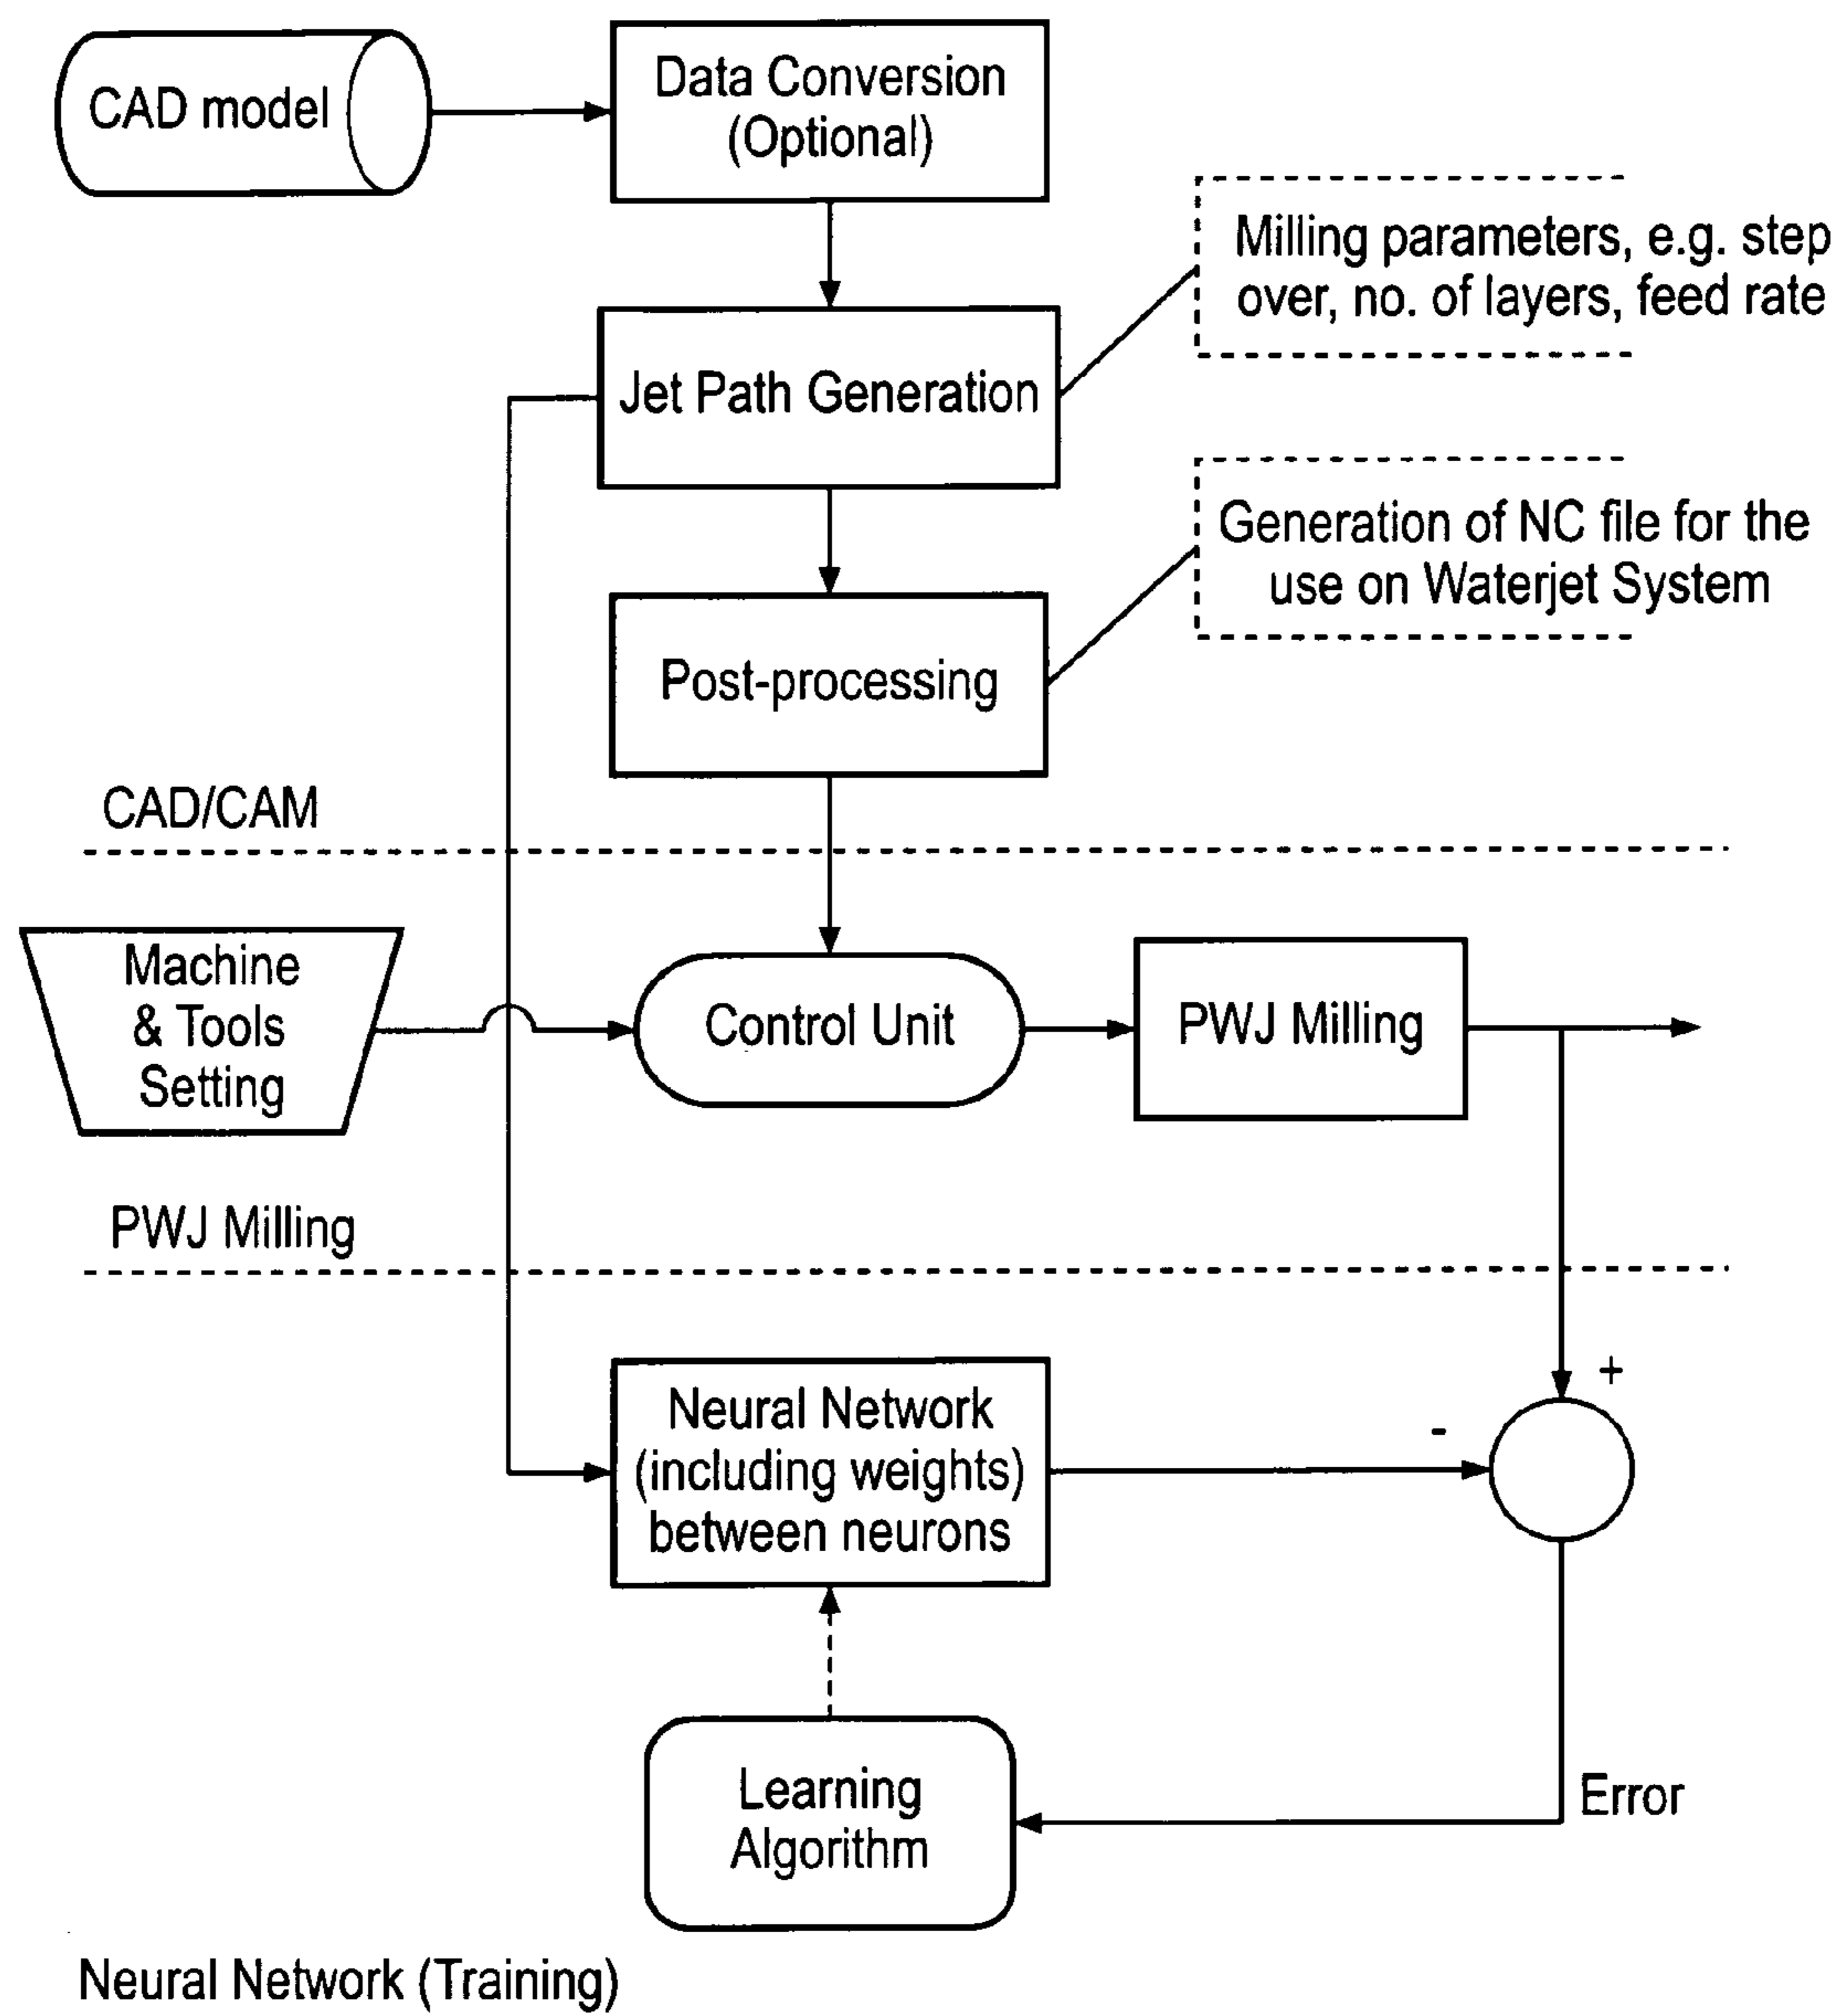 CAD model
Data Conversion
(Optional)
Milling parameters, e.g. step
over, no. of layers, feed rate
Jet Path Generation
Generation of NC file for the
use on Waterjet System
Post-processing
CAD/CAM
Machine
& Tools
Setting
Control Unit
PWJ Milling
PWJ Milling
+
-
Neural Network
(including weights)
between neurons
Learning
Algorithm
Error
Neural Network (Training)